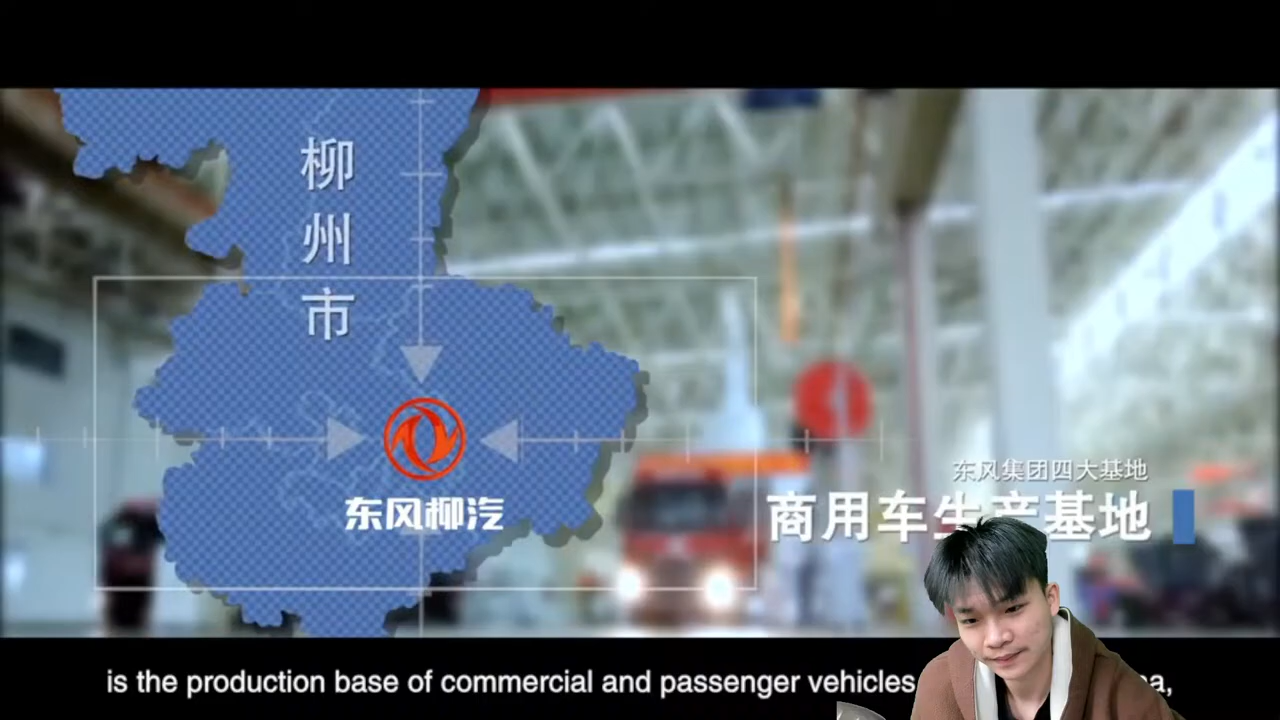 柳州市
东风柳汽
东风集团四大基地
商用车生产基地
is the production base of commercial and passenger vehicles